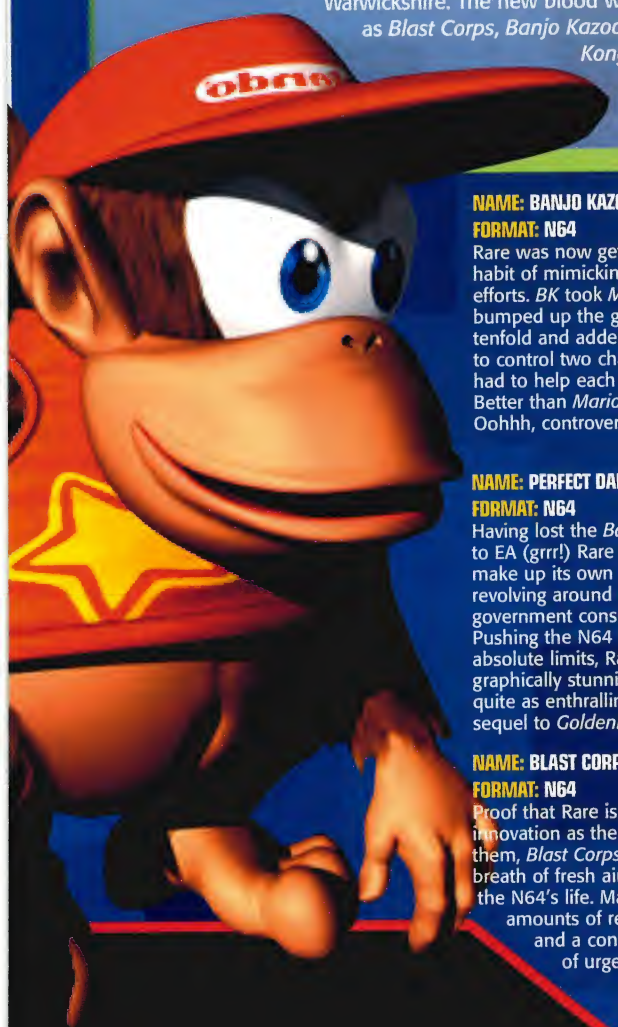 Warwickshire. The new blood w
as Blast Corps, Banjo Kazoo
Kong
NAME: BANJO KAZO
FORMAT: N64
Rare was now get
habit of mimickin
efforts. BK took M
bumped up the g
tenfold and adde
to control two cha
had to help each
Better than Mario
Oohhh, controver
NAME: PERFECT DA
FORMAT: N64
Having lost the Bo
to EA (grrr!) Rare
make up its own
revolving around
government cons
Pushing the N64
absolute limits, Ra
graphically stunni
quite as enthrallin
sequel to Golden
NAME: BLAST CORP
FORMAT: N64
Proof that Rare is
innovation as the
them, Blast Corps
breath of fresh air
the N64's life. Ma
amounts of re
and a con
of urge